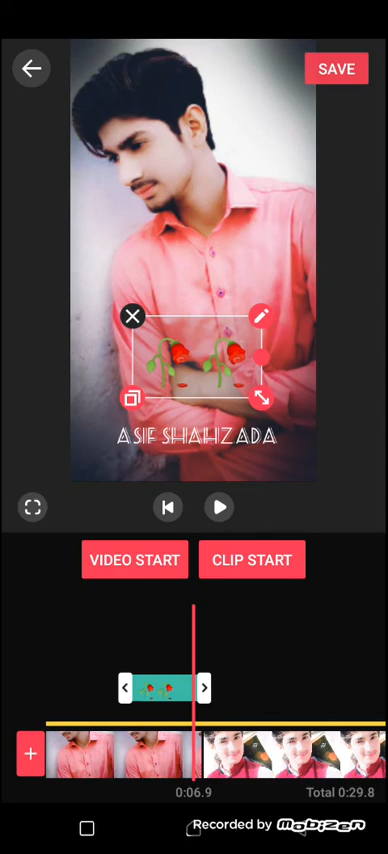 SAVE
ASIF SHAHZADA
VIDEO START
CLIP START
0:06.9
Total 0:29.8
Recorded by MOBIZEN